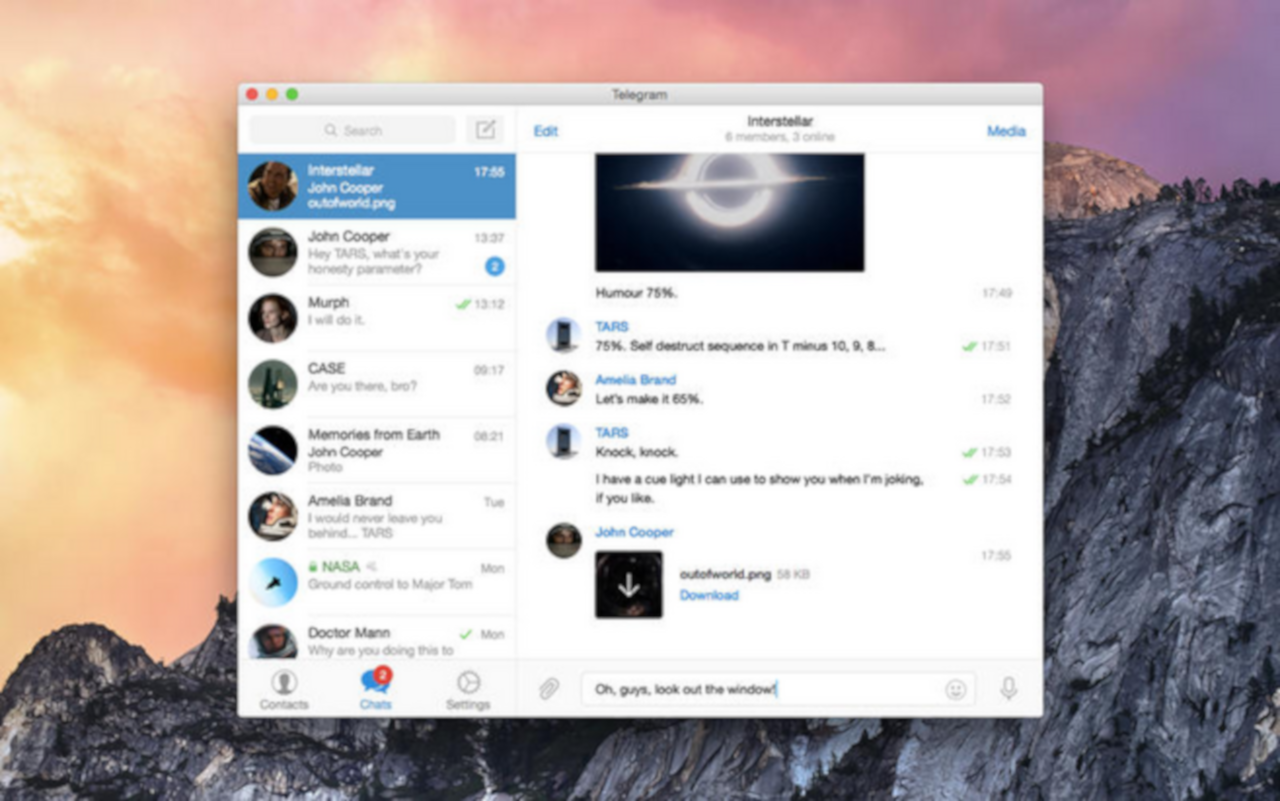 Telegram
Search
Interstellar 17:55
John Cooper
outofworld.png
John Cooper 13:37
Hey TARS, what's your
honesty parameter?
2
Murph 13:12
I will do it.
CASE 09:17
Are you there, bro?
Memories from Earth 08:21
John Cooper
Photo
Amelia Brand Tue
I would never leave you
behind... TARS
NASA Mon
Ground control to Major Tom
Doctor Mann Mon
Why are you doing this to
Contacts
2
Chats
Settings
Edit
Interstellar
6 members, 3 online
Media
Humour 75%. 17:49
TARS
75%. Self destruct sequence in T minus 10, 9, 8... 17:51
Amelia Brand
Let's make it 65%. 17:52
TARS
Knock, knock. 17:53
I have a cue light I can use to show you when I'm joking, 17:54
if you like.
John Cooper
17:55
outofworld.png 58 KB
Download
Oh, guys, look out the window!